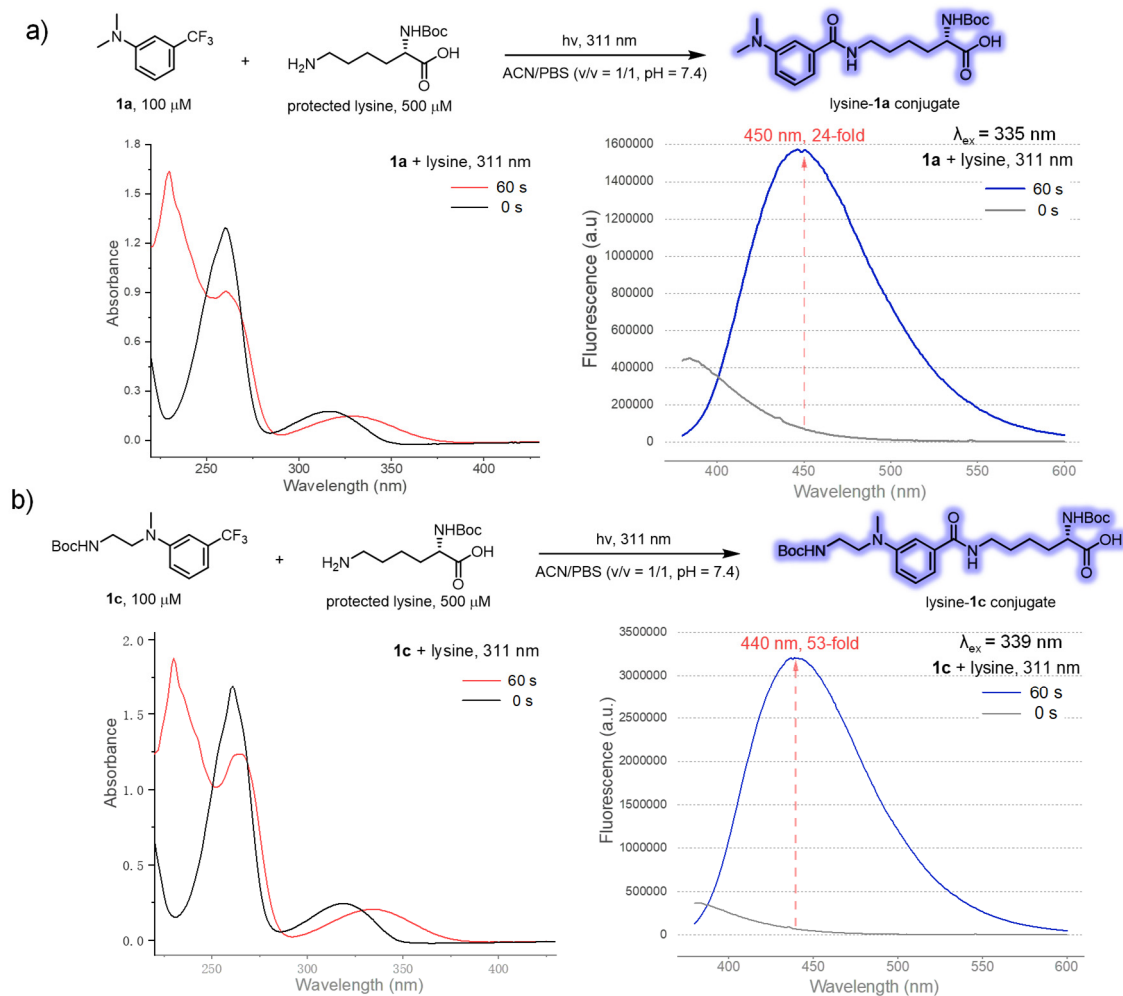 a)
N
CF3
1a, 100 μM
+
H2N
NHBoc
OH
O
protected lysine, 500 μM
hv, 311 nm
ACN/PBS (v/v = 1/1, pH = 7.4)
N
O
N
H
NHBoc
OH
O
lysine-1a conjugate
Absorbance
1.8
1.5
1.2
0.9
0.6
0.3
0.0
250
300
350
400
Wavelength (nm)
1a + lysine, 311 nm
60 s
0 s
Fluorescence (a.u)
1600000
1400000
1200000
1000000
800000
600000
400000
200000
0
400
450
500
550
600
Wavelength (nm)
450 nm, 24-fold
λex = 335 nm
1a + lysine, 311 nm
60 s
0 s
b)
BocHN
N
CF3
1c, 100 μM
+
H2N
NHBoc
OH
O
protected lysine, 500 μM
hv, 311 nm
ACN/PBS (v/v = 1/1, pH = 7.4)
BocHN
N
O
N
H
NHBoc
OH
O
lysine-1c conjugate
Absorbance
2.0
1.5
1.0
0.5
0.0
250
300
350
400
Wavelength (nm)
1c + lysine, 311 nm
60 s
0 s
Fluorescence (a.u.)
3500000
3000000
2500000
2000000
1500000
1000000
500000
0
400
450
500
550
600
Wavelength (nm)
440 nm, 53-fold
λex = 339 nm
1c + lysine, 311 nm
60 s
0 s